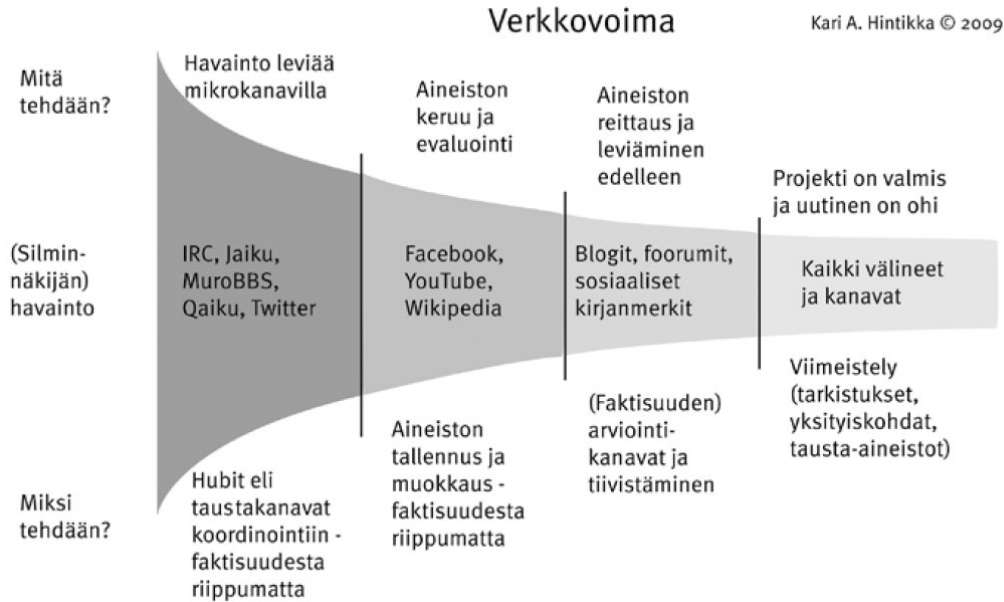 Verkkovoima
Kari A. Hintikka © 2009
Mitä
tehdään?
Havainto leviää
mikrokanavilla
Aineiston
keruu ja
evaluointi
Aineiston
reittaus ja
leviäminen
edelleen
Projekti on valmis
ja uutinen on ohi
(Silmin-
näkijän)
havainto
IRC, Jaiku,
MuroBBS,
Qaiku, Twitter
Facebook,
YouTube,
Wikipedia
Blogit, foorumit,
sosiaaliset
kirjanmerkit
Kaikki välineet
ja kanavat
Miksi
tehdään?
Hubit eli
taustakanavat
koordinointiin -
faktisuudesta
riippumatta
Aineiston
tallennus ja
muokkaus -
faktisuudesta
riippumatta
(Faktisuuden)
arviointi-
kanavat ja
tiivistäminen
Viimeistely
(tarkistukset,
yksityiskohdat,
tausta-aineistot)